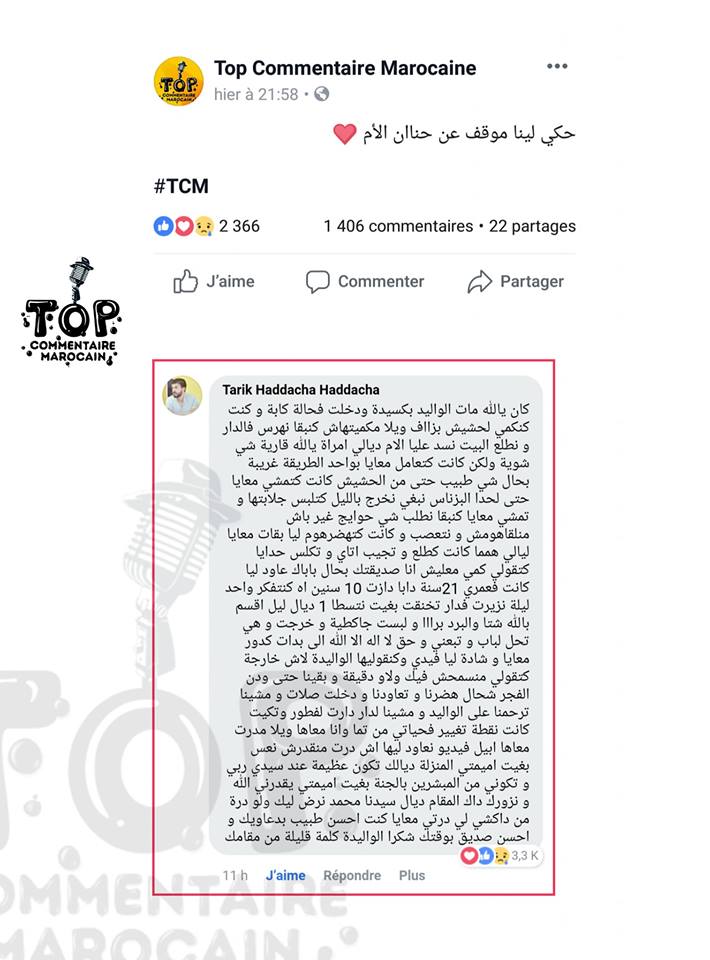 Top Commentaire Marocaine
hier à 21:58
حكي لينا موقف عن حناان الأم ❤️
#TCM
2 366
1 406 commentaires • 22 partages
J'aime
Commenter
Partager
TOP
COMMENTAIRE
MAROCAIN
Tarik Haddacha Haddacha
كان يالله مات الواليد بكسيدة ودخلت فحالة كابة و كنت
كنكمي لحشيش بزااف ويلا مكميتهاش كنبقا نهرس فالدار
و نطلع البيت نسد عليا الام ديالي امراة يالله قارية شي
شوية ولكن كانت كتعامل معايا بواحد الطريقة غريبة
بحال شي طبيب حتى من الحشيش كانت كتمشي معايا
حتى لحدا البزناس نبغي نخرج بالليل كتلبس جلابتها و
تمشي معايا كنبقا نطلب شي حوايج غير باش
منلقاهومش و نتعصب و كانت كتهضرهوم ليا بقات معايا
ليالي همما كانت كطلع و تجيب اتاي و تكلس حدايا
كتقولي كمي معليش انا صديقتك بحال باباك عاود ليا
كانت فعمري 21سنة دابا دازت 10 سنين اه كنتفكر واحد
ليلة نزيرت فدار تخنقت بغيت نتسطا 1 ديال ليل اقسم
بالله شتا والبرد برااا و لبست جاكطية و خرجت و هي
تحل لباب و تبعني و حق لا اله الا الله الى بدات كدور
معايا و شادة ليا فيدي وكنقوليها الواليدة لاش خارجة
كتقولي منسمحش فيك ولاو دقيقة و بقينا حتى ودن
الفجر شحال هضرنا و تعاودنا و دخلت صلات و مشينا
ترحمنا على الواليد و مشينا لدار دارت لفطور وتكيت
كانت نقطة تغيير فحياتي من تما وانا معاها ويلا مدرت
معاها ابيل فيديو نعاود ليها اش درت منقدرش نعس
بغيت اميمتي المنزلة ديالك تكون عظيمة عند سيدي ربي
و تكوني من المبشرين بالجنة بغيت اميمتي يقدرني الله
و نزورك داك المقام ديال سيدنا محمد نرض ليك ولو درة
من داكشي لي درتي معايا كنت احسن طبيب بدعاويك و
احسن صديق بوقتك شكرا الواليدة كلمة قليلة من مقامك
3,3 K
11 h
J'aime
Répondre
Plus